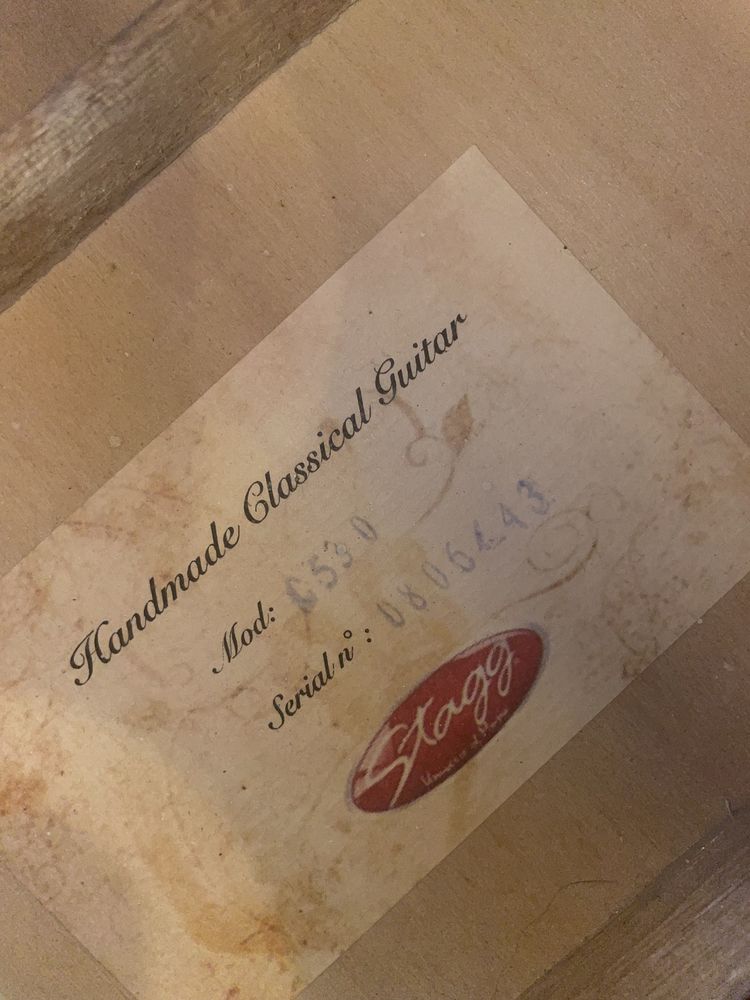 Handmade Classical Guitar
Mod: C530
Serial n° : 0806443
Stagg